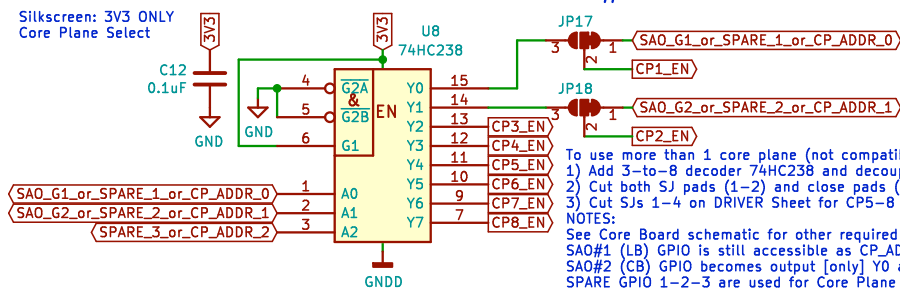 Silkscreen: 3V3 ONLY
Core Plane Select
3V3
C12
0.1uF
GND
3V3
U8
74HC238
GND
4
5
6
G2A
G2B
G1
&
EN
Y0
Y1
Y2
Y3
Y4
Y5
Y6
Y7
A0
A1
A2
15
14
13
12
11
10
9
7
1
2
3
SAO_G1_or_SPARE_1_or_CP_ADDR_0
SAO_G2_or_SPARE_2_or_CP_ADDR_1
SPARE_3_or_CP_ADDR_2
GNDD
CP3_EN
CP4_EN
CP5_EN
CP6_EN
CP7_EN
CP8_EN
JP17
3
1
2
SAO_G1_or_SPARE_1_or_CP_ADDR_0
CP1_EN
JP18
3
1
2
SAO_G2_or_SPARE_2_or_CP_ADDR_1
CP2_EN
To use more than 1 core plane (not compati
1) Add 3-to-8 decoder 74HC238 and decou
2) Cut both SJ pads (1-2) and close pads (
3) Cut SJs 1-4 on DRIVER Sheet for CP5-8
NOTES:
See Core Board schematic for other required
SAO#1 (LB) GPIO is still accessible as CP_AD
SAO#2 (CB) GPIO becomes output [only] Y0
SPARE GPIO 1-2-3 are used for Core Plane